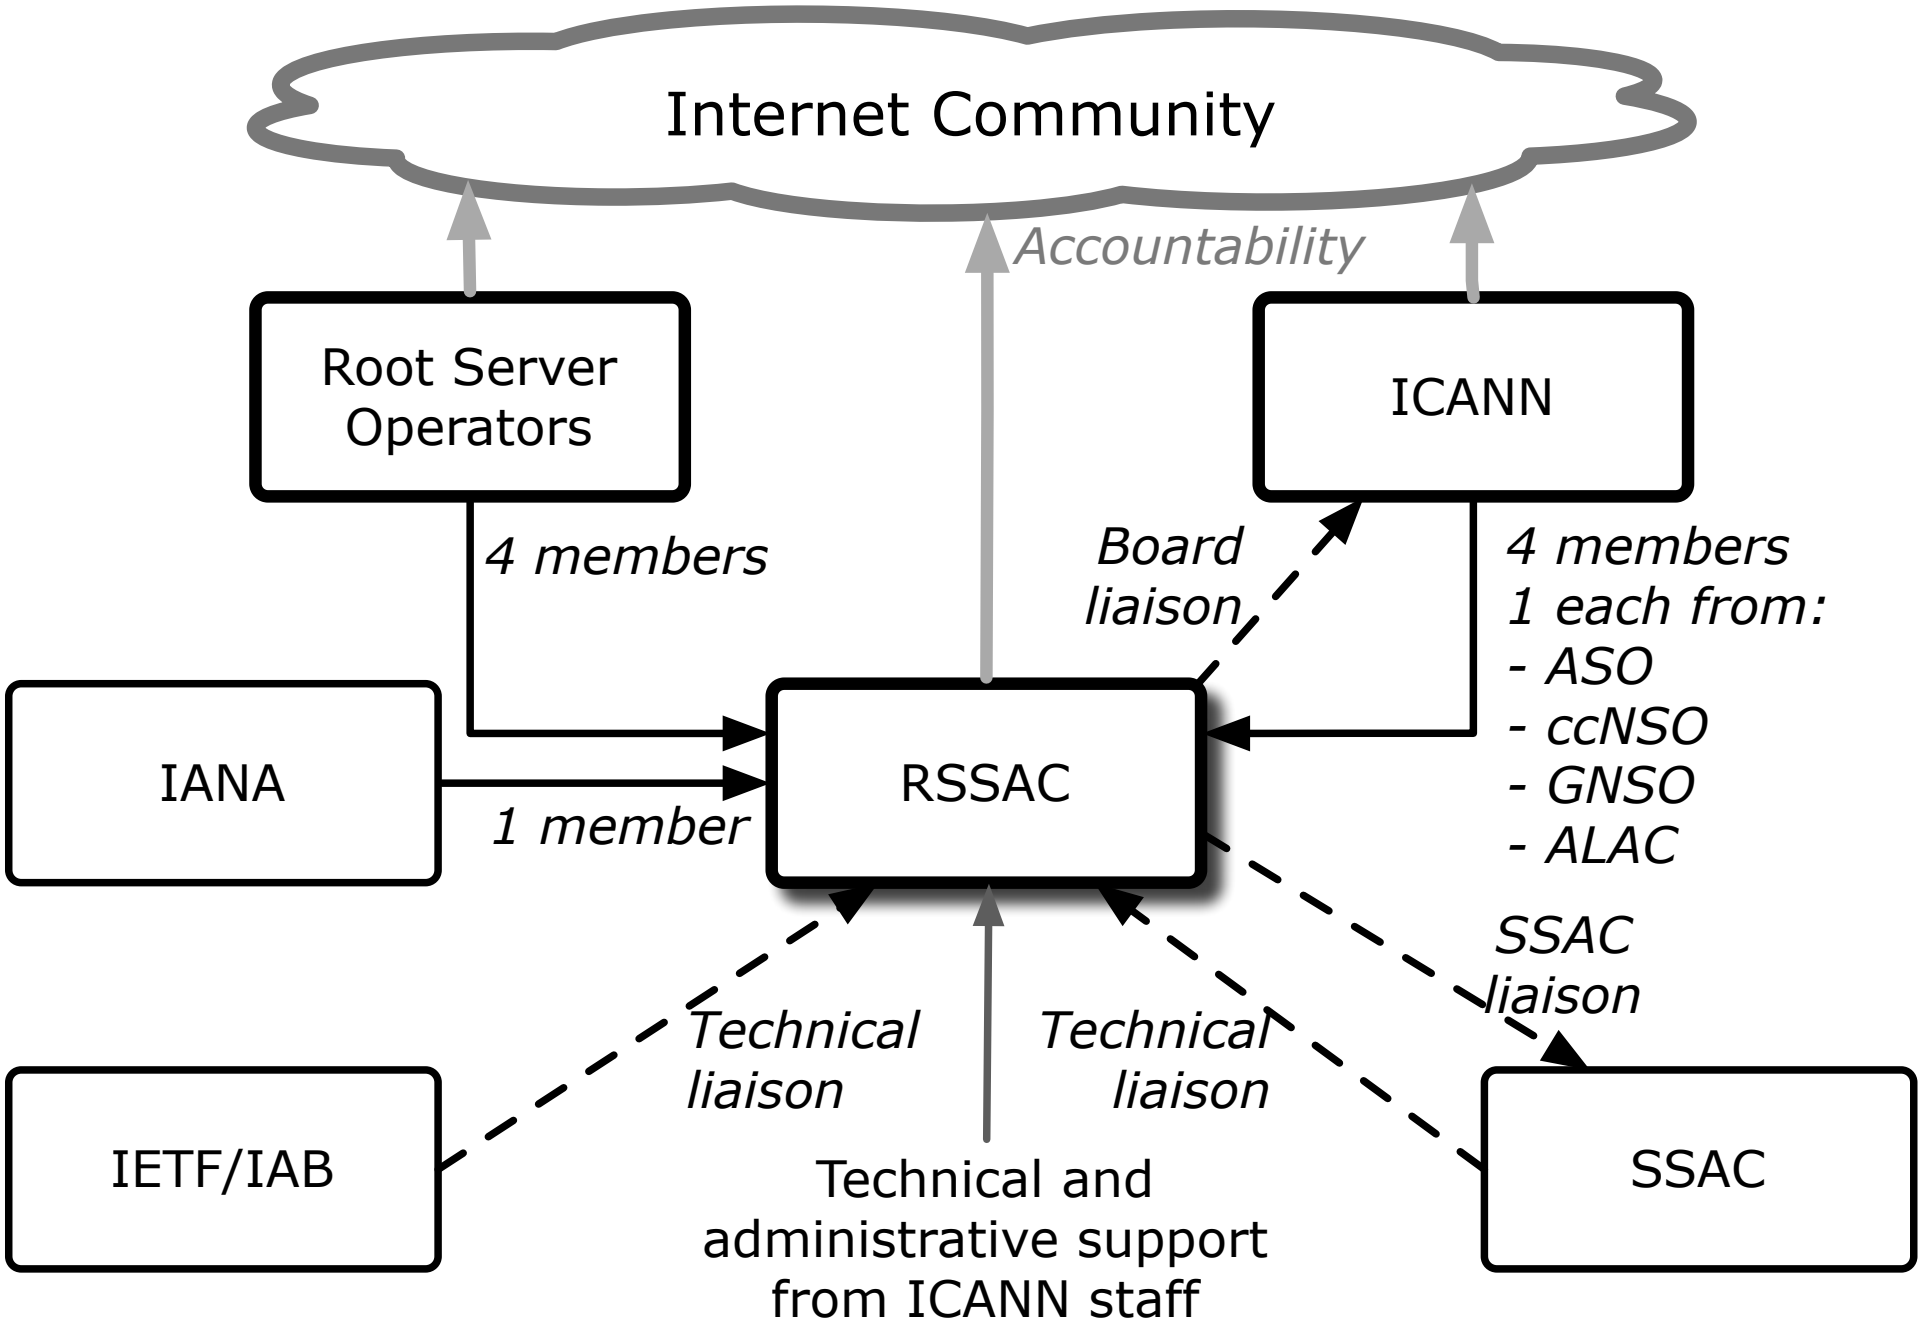 Internet Community
Accountability
Root Server
Operators
ICANN
4 members
Board
liaison
4 members
1 each from:
- ASO
- ccNSO
- GNSO
- ALAC
IANA
1 member
RSSAC
SSAC
liaison
Technical
liaison
Technical
liaison
IETF/IAB
Technical and
administrative support
from ICANN staff
SSAC